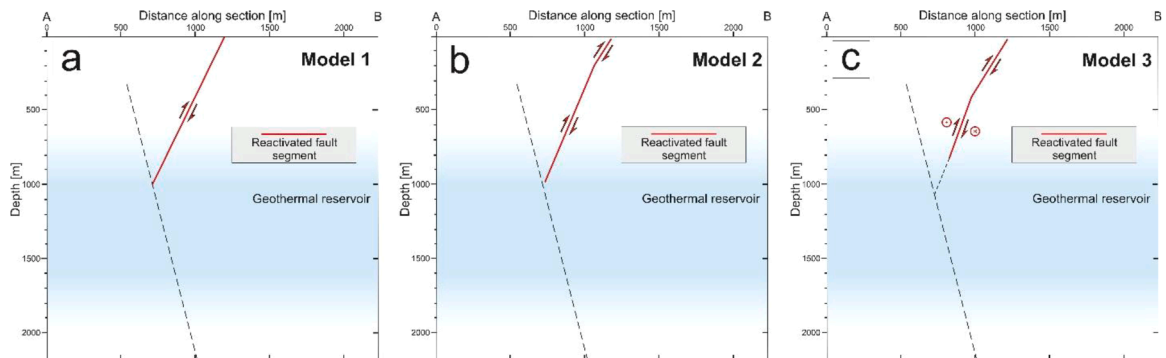 A Distance along section [m] B
0 500 1000 1500 2000
a Model 1
500
Reactivated fault
segment
1000
Geothermal reservoir
1500
2000
Depth [m]
A Distance along section [m] B
0 500 1000 1500 2000
b Model 2
500
Reactivated fault
segment
1000
Geothermal reservoir
1500
2000
Depth [m]
A Distance along section [m] B
0 500 1000 1500 2000
c Model 3
500
Reactivated fault
segment
1000
Geothermal reservoir
1500
2000
Depth [m]